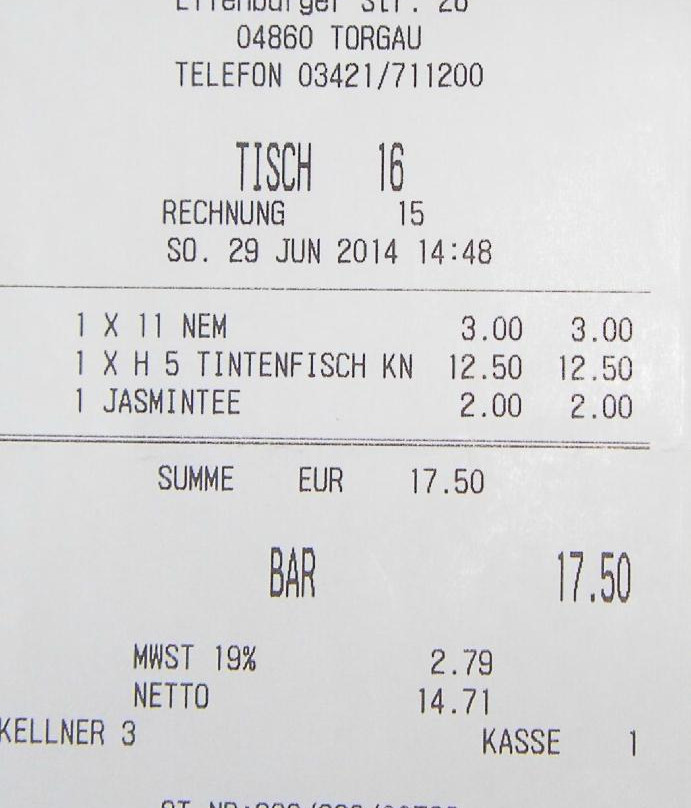 04860 TORGAU
TELEFON 03421/711200
TISCH 16
RECHNUNG 15
SO. 29 JUN 2014 14:48
1 X 11 NEM 3.00 3.00
1 X H 5 TINTENFISCH KN 12.50 12.50
1 JASMINTEE 2.00 2.00
SUMME EUR 17.50
BAR 17.50
MWST 19% 2.79
NETTO 14.71
KELLNER 3
KASSE 1